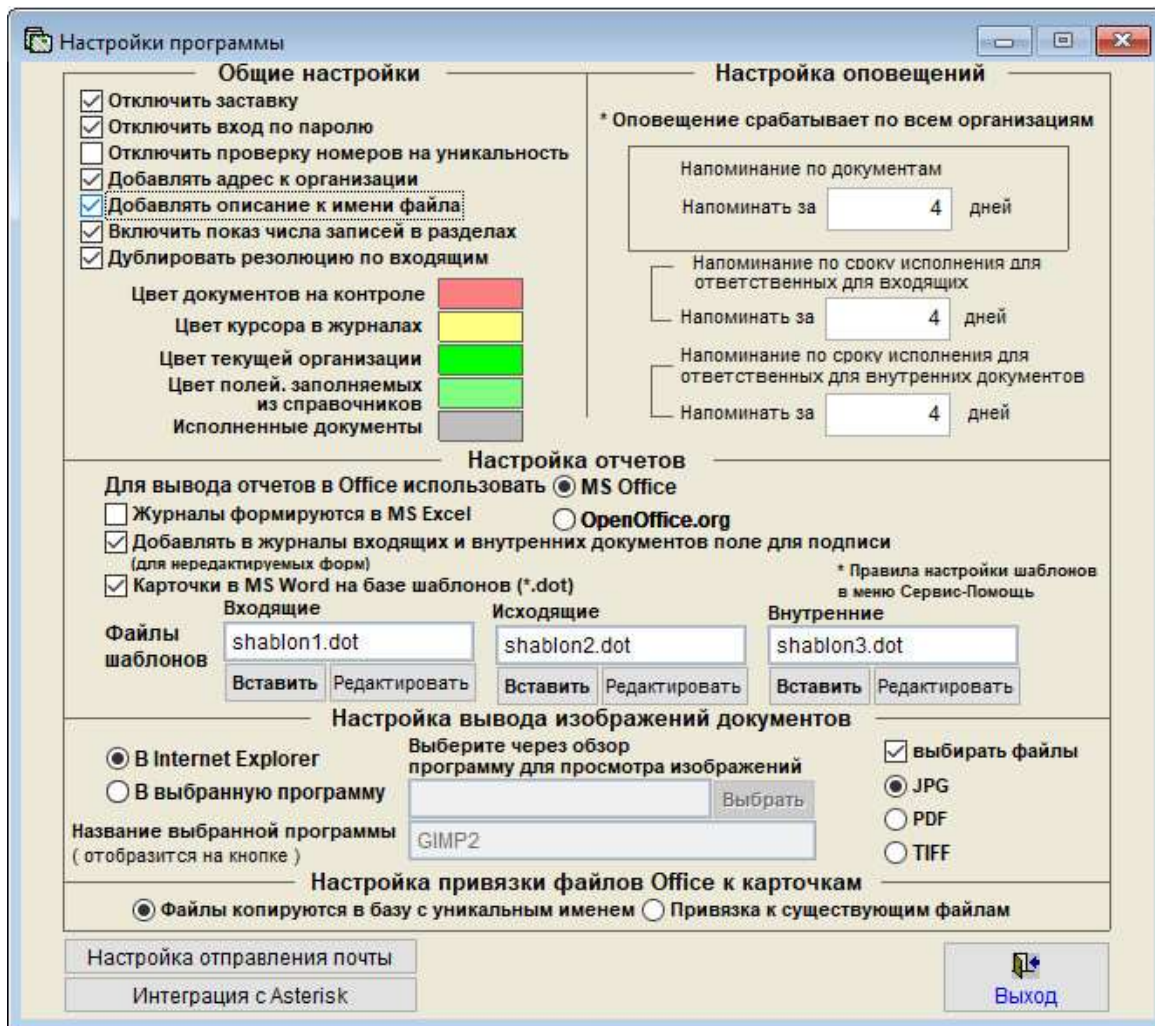 Настройки программы
Общие настройки
Отключить заставку
Отключить вход по паролю
Отключить проверку номеров на уникальность
Добавлять адрес к организации
Добавлять описание к имени файла
Включить показ числа записей в разделах
Дублировать резолюцию по входящим
Цвет документов на контроле
Цвет курсора в журналах
Цвет текущей организации
Цвет полей. заполняемых
из справочников
Исполненные документы
Настройка оповещений
* Оповещение срабатывает по всем организациям
Напоминание по документам
Напоминать за 4 дней
Напоминание по сроку исполнения для
ответственных для входящих
Напоминать за 4 дней
Напоминание по сроку исполнения для
ответственных для внутренних документов
Напоминать за 4 дней
Настройка отчетов
Для вывода отчетов в Office использовать MS Office
Журналы формируются в MS Excel OpenOffice.org
Добавлять в журналы входящих и внутренних документов поле для подписи
(для нередактируемых форм)
Карточки в MS Word на базе шаблонов (*.dot)
* Правила настройки шаблонов
в меню Сервис-Помощь
Входящие Исходящие Внутренние
Файлы
шаблонов
shablon1.dot shablon2.dot shablon3.dot
Вставить Редактировать Вставить Редактировать Вставить Редактировать
Настройка вывода изображений документов
В Internet Explorer
В выбранную программу
Выберите через обзор
программу для просмотра изображений
Выбрать
Название выбранной программы
( отобразится на кнопке )
GIMP2
выбирать файлы
JPG
PDF
TIFF
Настройка привязки файлов Office к карточкам
Файлы копируются в базу с уникальным именем Привязка к существующим файлам
Настройка отправления почты
Интеграция с Asterisk
Выход